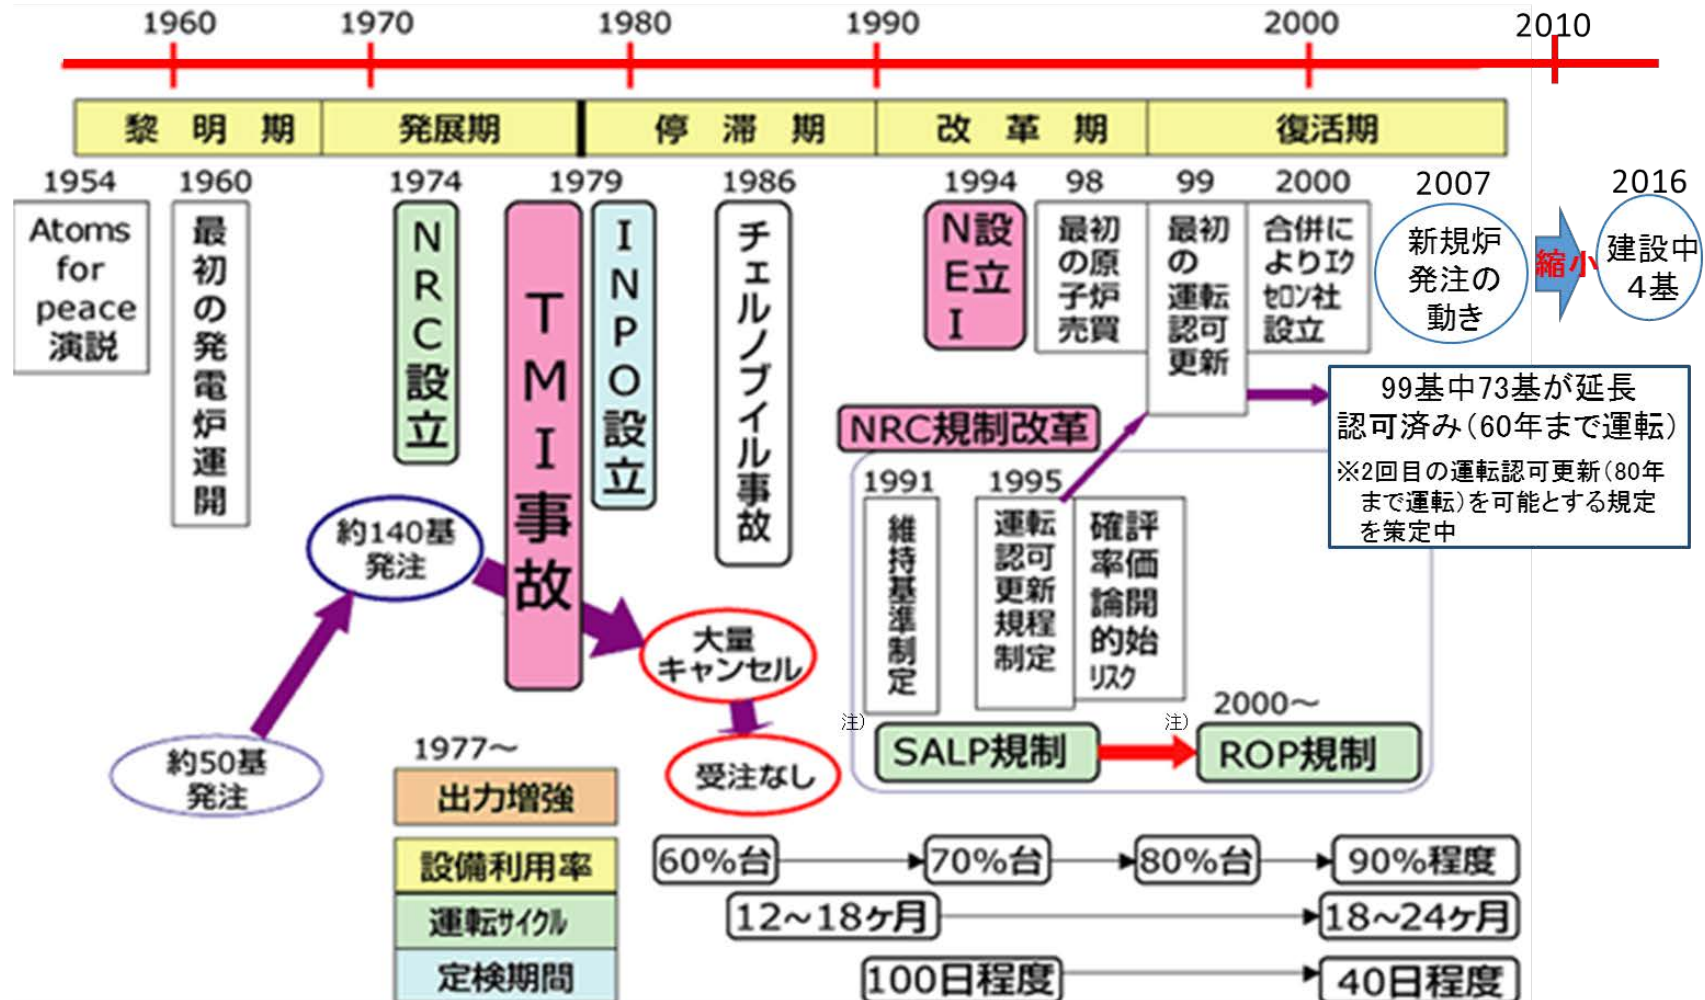 1960
1970
1980
1990
2000
2010
黎明期
発展期
停滞期
改革期
復活期
1954
Atoms
for
peace
演説
1960
最初の発電炉運開
1974
NRC設立
1979
TMI事故
INPO設立
1986
チェルノブイル事故
1994
NEI設立
98
最初の原子炉売買
99
最初の運転認可更新
2000
合併によりエクセロン社設立
2007
新規炉
発注の
動き
縮小
2016
建設中
4基
99基中73基が延長
認可済み(60年まで運転)
※2回目の運転認可更新(80年
まで運転)を可能とする規定
を策定中
NRC規制改革
1991
維持基準制定
1995
運転認可更新規程制定
確率論的リスク評価開始
注)
SALP規制
注)
2000～
ROP規制
約50基
発注
約140基
発注
大量
キャンセル
受注なし
1977～
出力増強
設備利用率
60%台
70%台
80%台
90%程度
運転サイクル
12～18ヶ月
18～24ヶ月
定検期間
100日程度
40日程度